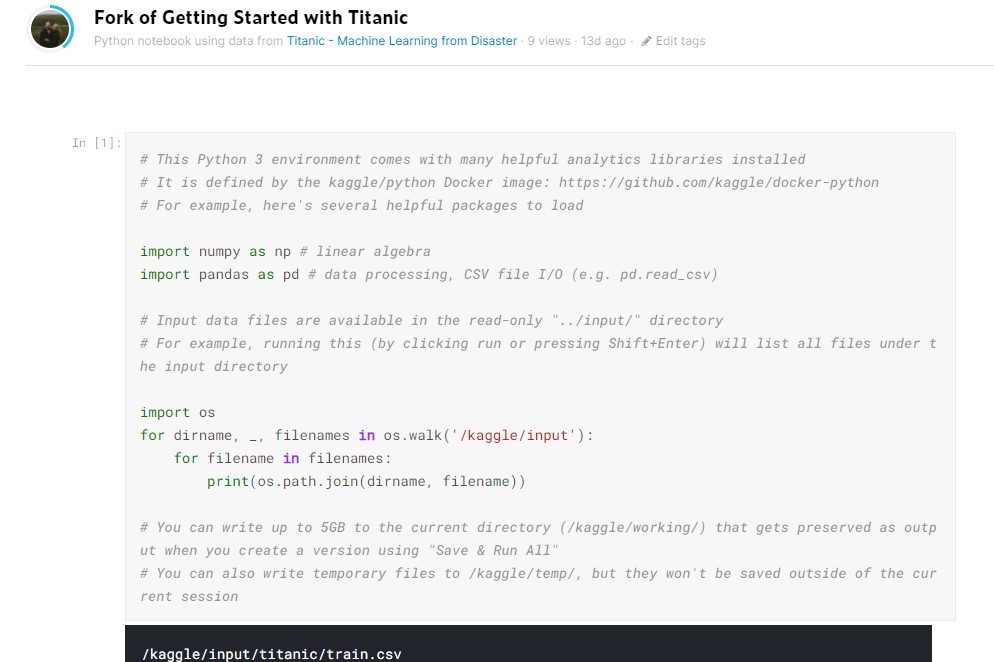 Fork of Getting Started with Titanic
Python notebook using data from Titanic - Machine Learning from Disaster · 9 views · 13d ago · Edit tags
In [1]:
# This Python 3 environment comes with many helpful analytics libraries installed
# It is defined by the kaggle/python Docker image: https://github.com/kaggle/docker-python
# For example, here's several helpful packages to load
import numpy as np # linear algebra
import pandas as pd # data processing, CSV file I/O (e.g. pd.read_csv)
# Input data files are available in the read-only "../input/" directory
# For example, running this (by clicking run or pressing Shift+Enter) will list all files under t
he input directory
import os
for dirname, _, filenames in os.walk('/kaggle/input'):
    for filename in filenames:
        print(os.path.join(dirname, filename))
# You can write up to 5GB to the current directory (/kaggle/working/) that gets preserved as outp
ut when you create a version using "Save & Run All"
# You can also write temporary files to /kaggle/temp/, but they won't be saved outside of the cur
rent session
/kaggle/input/titanic/train.csv